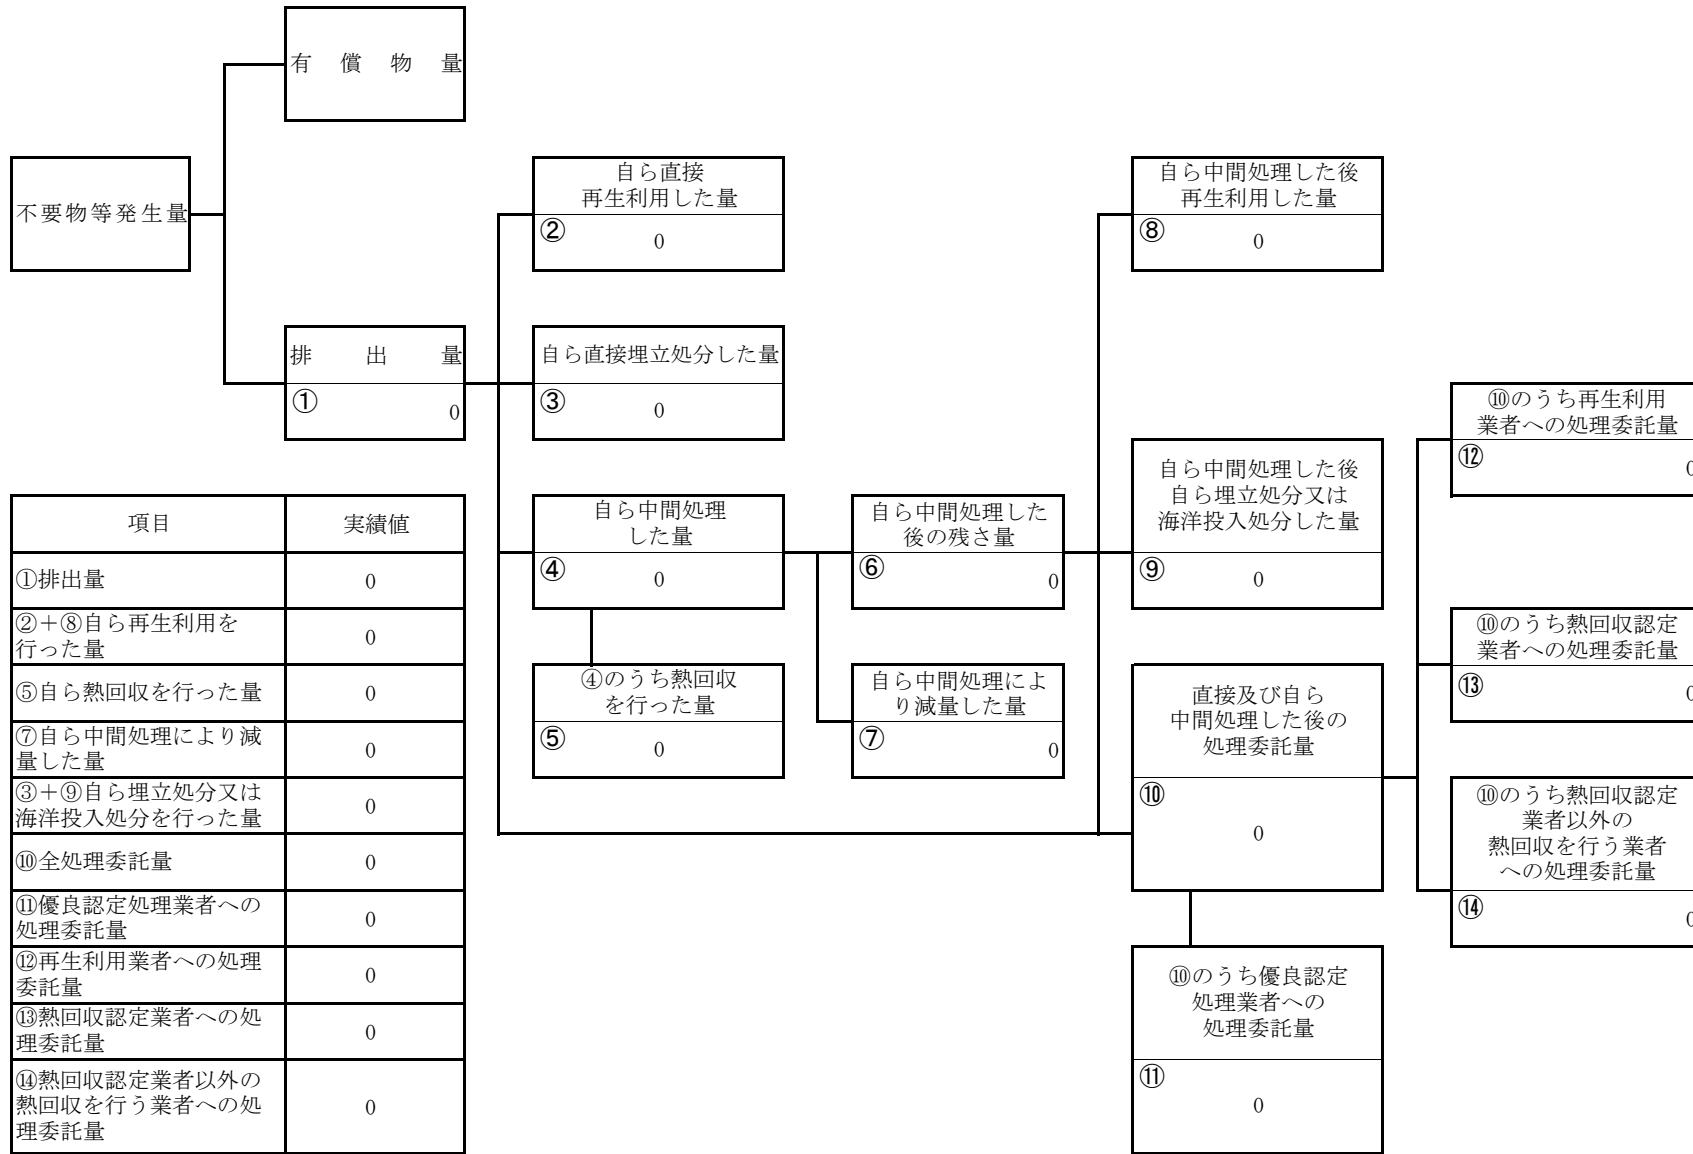 有償物量
不要物等発生量
排出量
①
0
自ら直接
再生利用した量
②
0
自ら直接埋立処分した量
③
0
自ら中間処理
した量
④
0
④のうち熱回収
を行った量
⑤
0
自ら中間処理した
後の残さ量
⑥
0
自ら中間処理によ
り減量した量
⑦
0
自ら中間処理した後
再生利用した量
⑧
0
自ら中間処理した後
自ら埋立処分又は
海洋投入処分した量
⑨
0
直接及び自ら
中間処理した後の
処理委託量
⑩
0
⑩のうち優良認定
処理業者への
処理委託量
⑪
0
⑩のうち再生利用
業者への処理委託量
⑫
0
⑩のうち熱回収認定
業者への処理委託量
⑬
0
⑩のうち熱回収認定
業者以外の
熱回収を行う業者
への処理委託量
⑭
0
項目 実績値
①排出量 0
②＋⑧自ら再生利用を
行った量 0
⑤自ら熱回収を行った量 0
⑦自ら中間処理により減
量した量 0
③＋⑨自ら埋立処分又は
海洋投入処分を行った量 0
⑩全処理委託量 0
⑪優良認定処理業者への
処理委託量 0
⑫再生利用業者への処理
委託量 0
⑬熱回収認定業者への処
理委託量 0
⑭熱回収認定業者以外の
熱回収を行う業者への処
理委託量 0